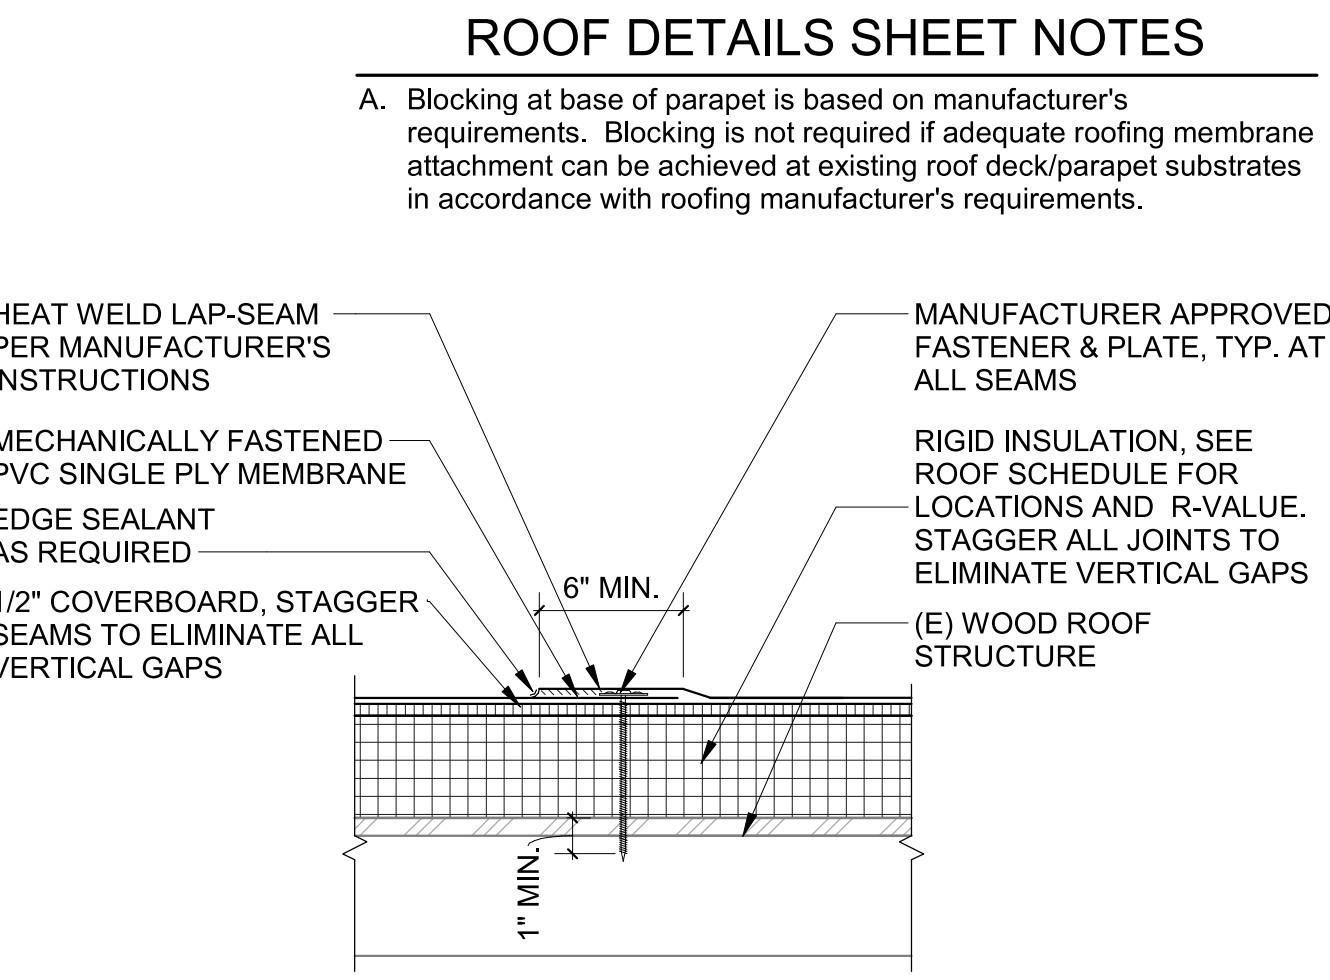 ROOF DETAILS SHEET NOTES
A. Blocking at base of parapet is based on manufacturer's
requirements. Blocking is not required if adequate roofing membrane
attachment can be achieved at existing roof deck/parapet substrates
in accordance with roofing manufacturer's requirements.
HEAT WELD LAP-SEAM
PER MANUFACTURER'S
INSTRUCTIONS
MECHANICALLY FASTENED
PVC SINGLE PLY MEMBRANE
EDGE SEALANT
AS REQUIRED
1/2" COVERBOARD, STAGGER
SEAMS TO ELIMINATE ALL
VERTICAL GAPS
6" MIN.
1" MIN.
MANUFACTURER APPROVED
FASTENER & PLATE, TYP. AT
ALL SEAMS
RIGID INSULATION, SEE
ROOF SCHEDULE FOR
LOCATIONS AND R-VALUE.
STAGGER ALL JOINTS TO
ELIMINATE VERTICAL GAPS
(E) WOOD ROOF
STRUCTURE